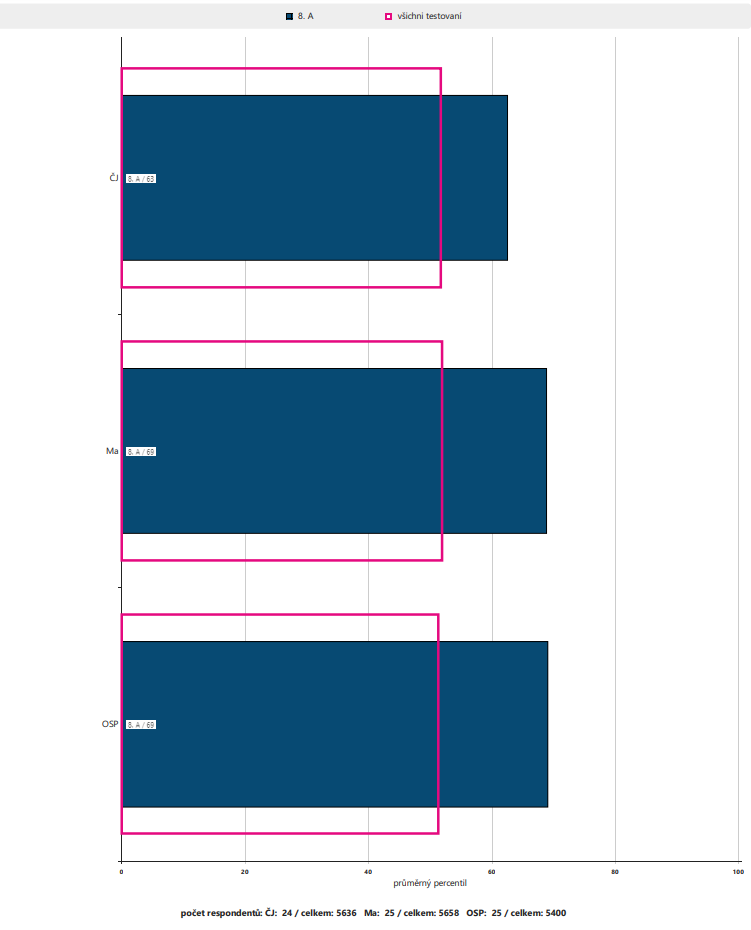 8. A všichni testovaní
ČJ 8. A / 63
Ma 8. A / 69
OSP 8. A / 69
0 20 40 60 80 100
průměrný percentil
počet respondentů: ČJ: 24 / celkem: 5636 Ma: 25 / celkem: 5658 OSP: 25 / celkem: 5400